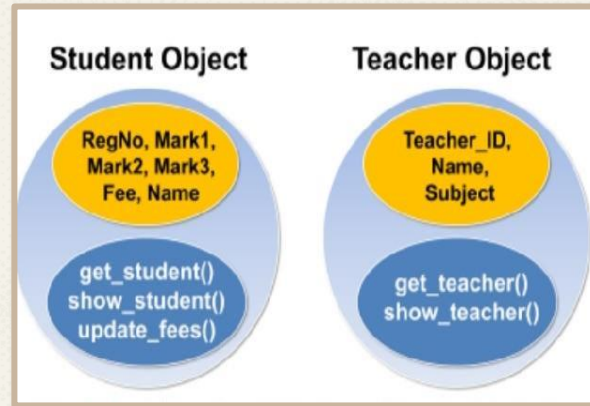 Student Object
RegNo, Mark1,
Mark2, Mark3,
Fee, Name
get_student()
show_student()
update_fees()
Teacher Object
Teacher_ID,
Name,
Subject
get_teacher()
show_teacher()